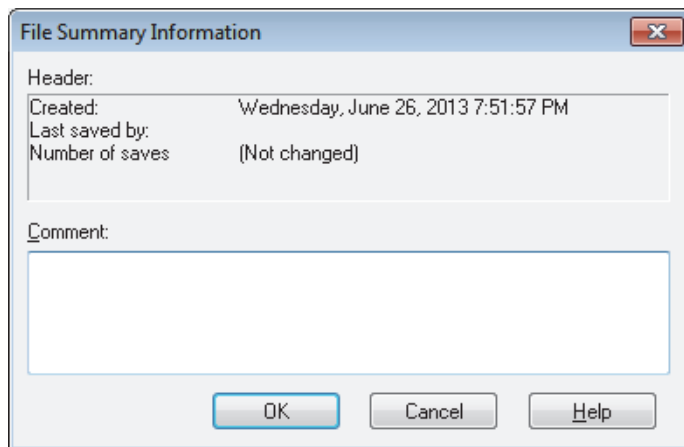 File Summary Information
Header:
Created: Wednesday, June 26, 2013 7:51:57 PM
Last saved by:
Number of saves (Not changed)
Comment:
OK Cancel Help